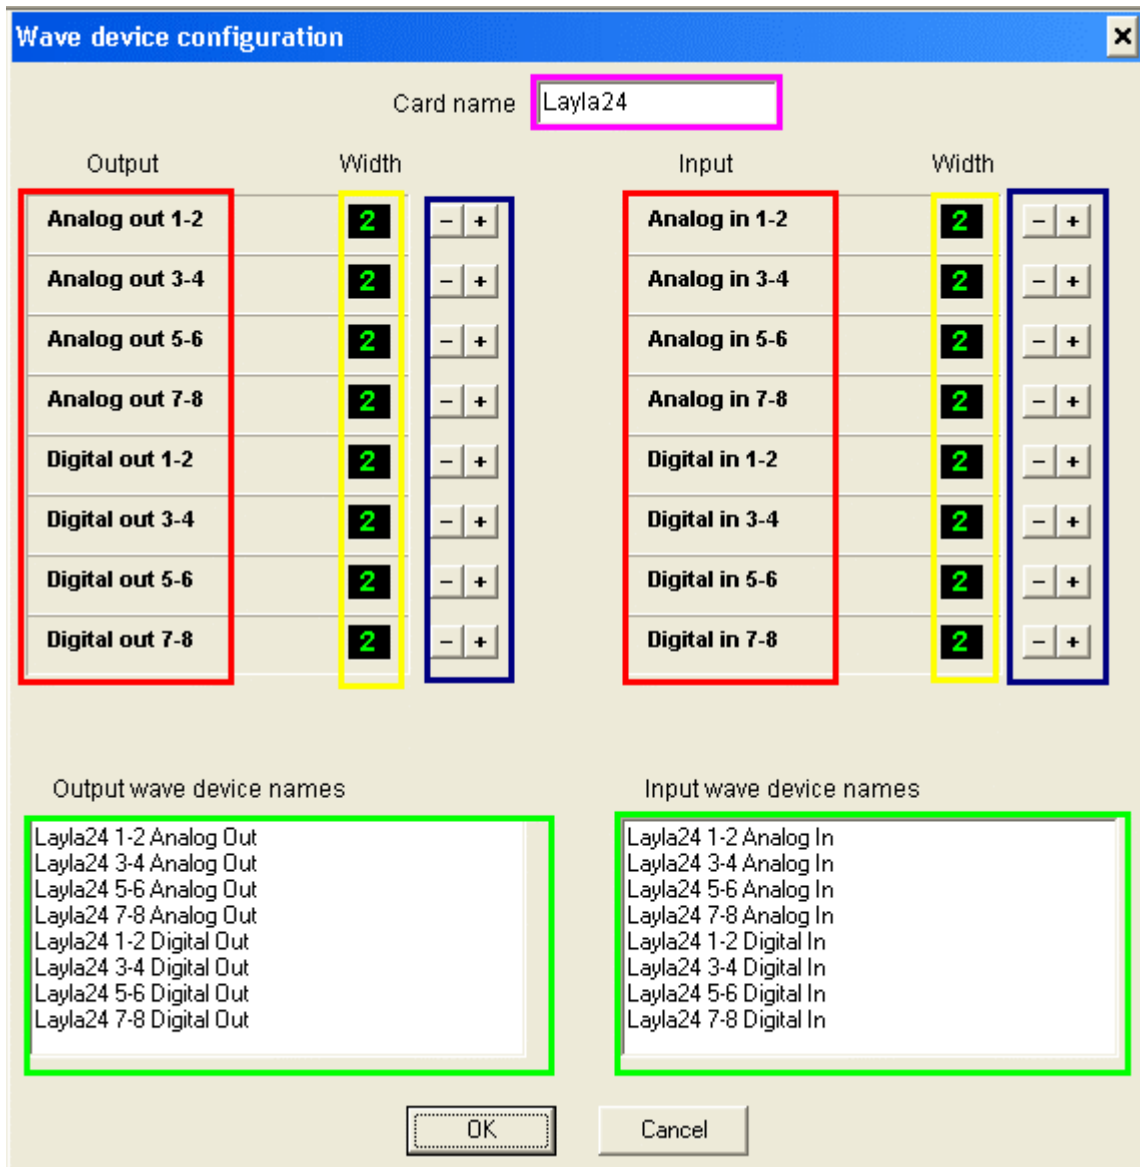 Wave device configuration
Card name Layla24
Output Width Input Width
Analog out 1-2 2 - + Analog in 1-2 2 - +
Analog out 3-4 2 - + Analog in 3-4 2 - +
Analog out 5-6 2 - + Analog in 5-6 2 - +
Analog out 7-8 2 - + Analog in 7-8 2 - +
Digital out 1-2 2 - + Digital in 1-2 2 - +
Digital out 3-4 2 - + Digital in 3-4 2 - +
Digital out 5-6 2 - + Digital in 5-6 2 - +
Digital out 7-8 2 - + Digital in 7-8 2 - +
Output wave device names
Layla24 1-2 Analog Out
Layla24 3-4 Analog Out
Layla24 5-6 Analog Out
Layla24 7-8 Analog Out
Layla24 1-2 Digital Out
Layla24 3-4 Digital Out
Layla24 5-6 Digital Out
Layla24 7-8 Digital Out
Input wave device names
Layla24 1-2 Analog In
Layla24 3-4 Analog In
Layla24 5-6 Analog In
Layla24 7-8 Analog In
Layla24 1-2 Digital In
Layla24 3-4 Digital In
Layla24 5-6 Digital In
Layla24 7-8 Digital In
OK Cancel